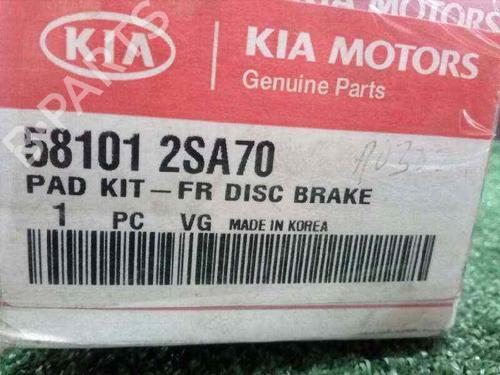 KIA
KIA MOTORS
Genuine Parts
58101 2SA70
PAD KIT-FR DISC BRAKE
1 PC VG MADE IN KOREA